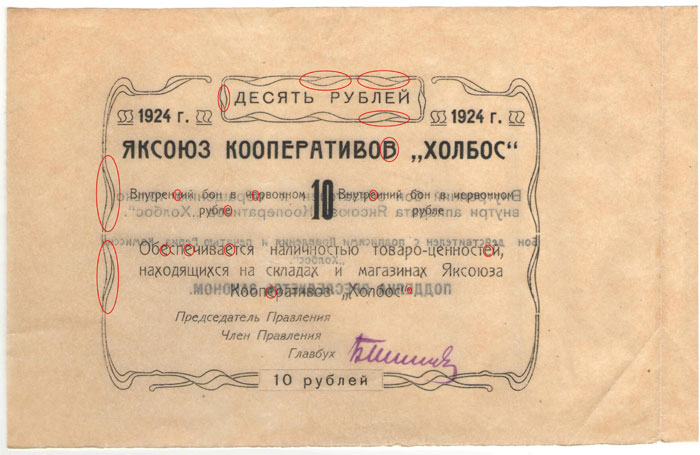 ДЕСЯТЬ РУБЛЕЙ
1924 г.
1924 г.
ЯКСОЮЗ КООПЕРАТИВОВ „ХОЛБОС“
Внутренний бон в червонном
рубле
10
Внутренний бон в червонном
рубле
Обеспечивается наличностью товаро-ценностей,
находящихся на складах и магазинах Яксоюза
Кооперативов „Холбос“
Председатель Правления
Член Правления
Главбух
10 рублей